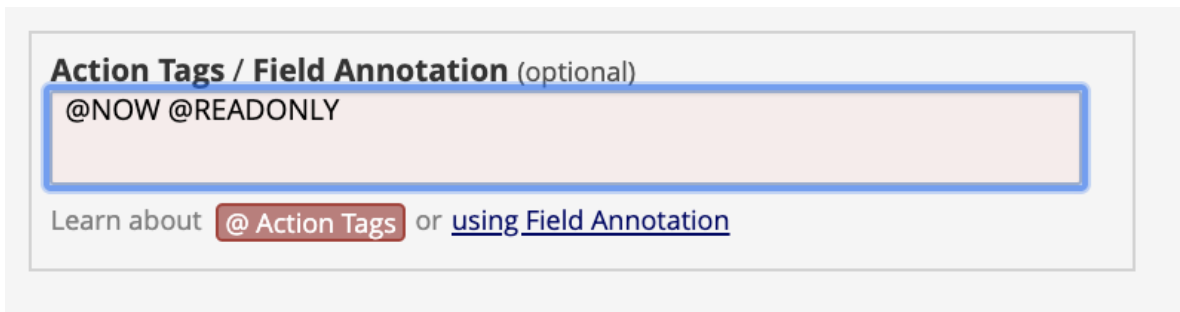 Action Tags / Field Annotation (optional)
@NOW @READONLY
Learn about @ Action Tags or using Field Annotation